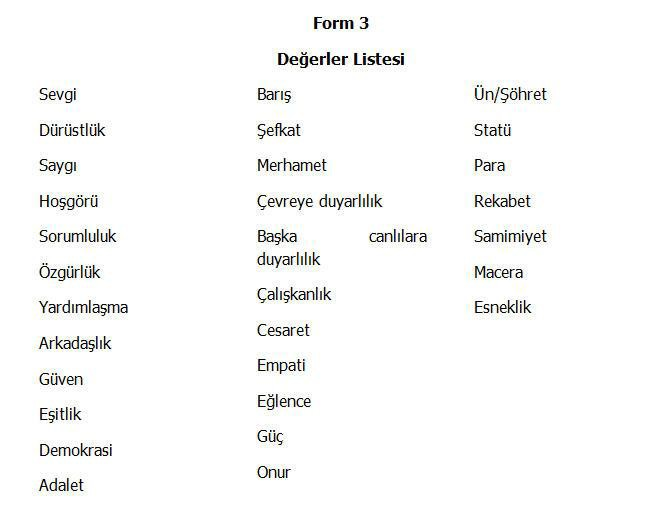 Form 3
Değerler Listesi
Sevgi
Dürüstlük
Saygı
Hoşgörü
Sorumluluk
Özgürlük
Yardımlaşma
Arkadaşlık
Güven
Eşitlik
Demokrasi
Adalet
Barış
Şefkat
Merhamet
Çevreye duyarlılık
Başka canlılara
duyarlılık
Çalışkanlık
Cesaret
Empati
Eğlence
Güç
Onur
Ün/Şöhret
Statü
Para
Rekabet
Samimiyet
Macera
Esneklik